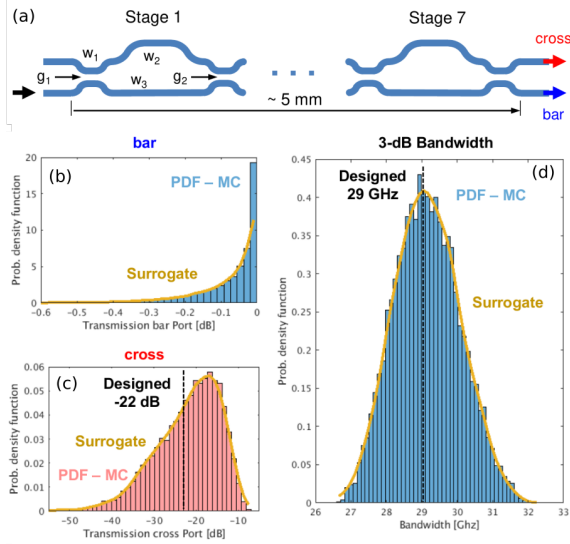 (a)
Stage 1
Stage 7
cross
w1
w2
g1
w3
g2
bar
~ 5 mm
bar
3-dB Bandwidth
(b)
PDF – MC
Surrogate
Prob. density function
20
15
10
5
0
-0.6
-0.5
-0.4
-0.3
-0.2
-0.1
0
Transmission bar Port [dB]
cross
(c)
Designed
-22 dB
Surrogate
PDF – MC
Prob. density function
0.06
0.05
0.04
0.03
0.02
0.01
0
-50
-40
-30
-20
-10
Transmission cross Port [dB]
(d)
Designed
29 GHz
PDF – MC
Surrogate
Prob. density function
0.45
0.4
0.35
0.3
0.25
0.2
0.15
0.1
0.05
0
26
27
28
29
30
31
32
33
Bandwidth [Ghz]